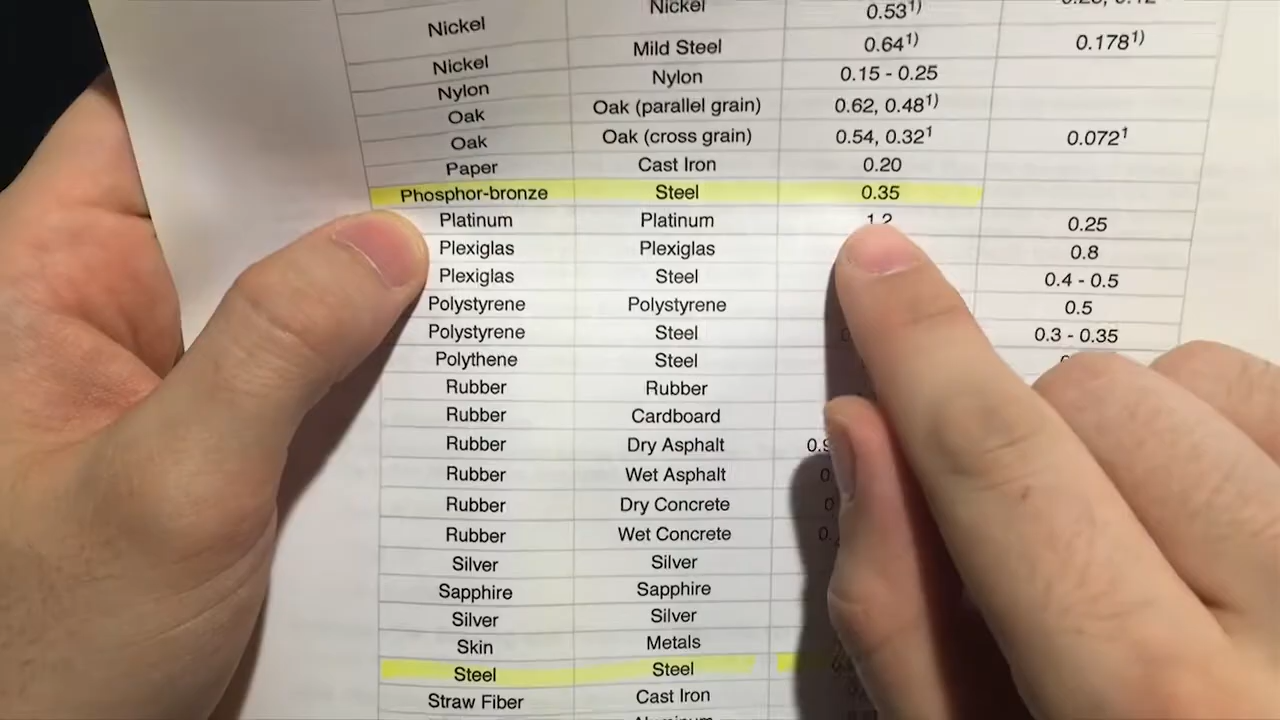 Nickel Nickel 0.53¹⁾
Nickel Mild Steel 0.64¹⁾ 0.178¹⁾
Nylon Nylon 0.15 - 0.25
Oak Oak (parallel grain) 0.62, 0.48¹⁾
Oak Oak (cross grain) 0.54, 0.32¹ 0.072¹
Paper Cast Iron 0.20
Phosphor-bronze Steel 0.35
Platinum Platinum 1.2 0.25
Plexiglas Plexiglas 0.8
Plexiglas Steel 0.4 - 0.5
Polystyrene Polystyrene 0.5
Polystyrene Steel 0.3 - 0.35
Polythene Steel
Rubber Rubber
Rubber Cardboard
Rubber Dry Asphalt
Rubber Wet Asphalt
Rubber Dry Concrete
Rubber Wet Concrete
Silver Silver
Sapphire Sapphire
Silver Silver
Skin Metals
Steel Steel
Straw Fiber Cast Iron